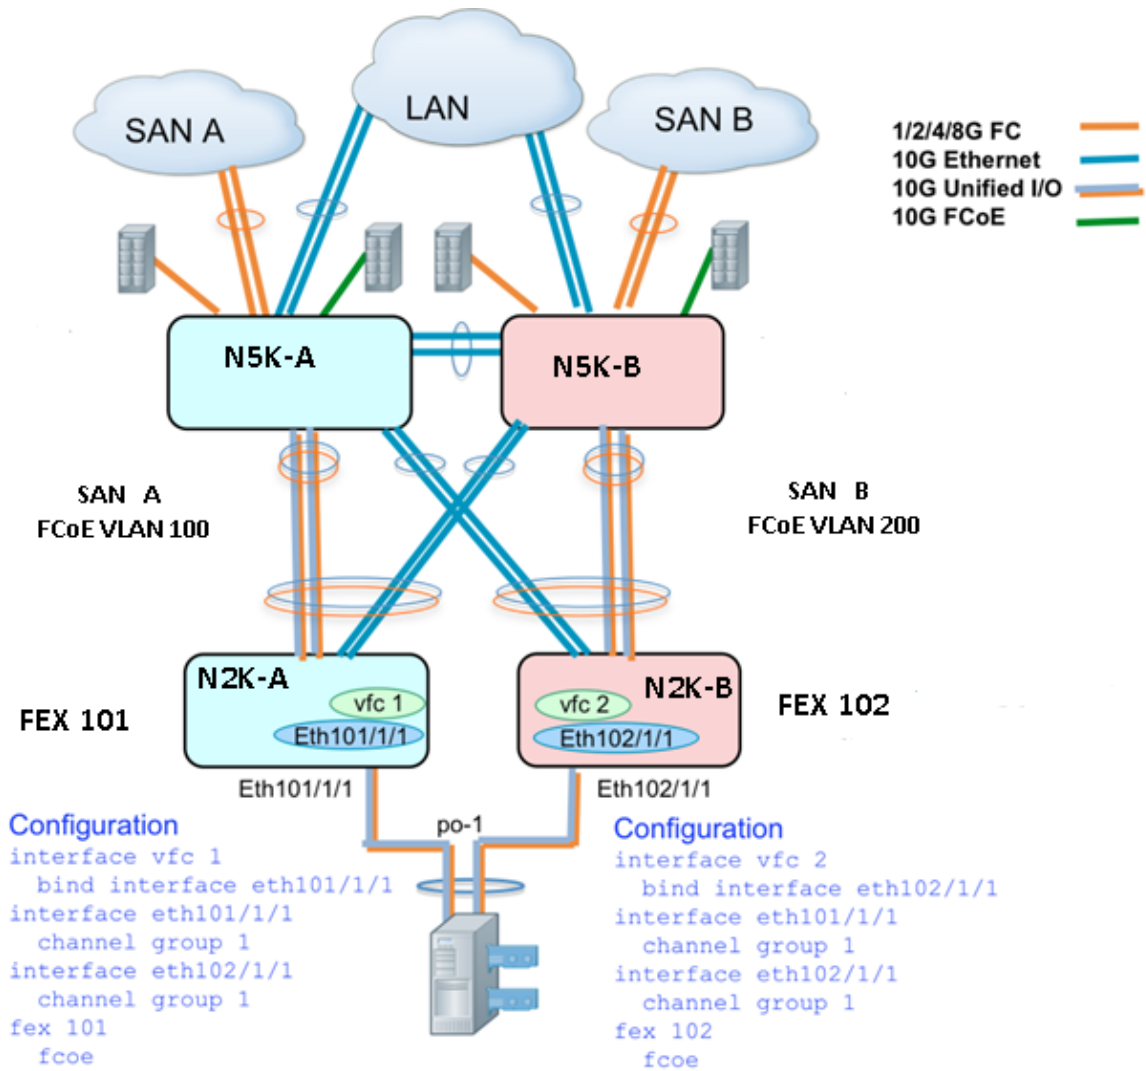 SAN A
LAN
SAN B
1/2/4/8G FC
10G Ethernet
10G Unified I/O
10G FCoE
N5K-A
N5K-B
SAN A
FCoE VLAN 100
SAN B
FCoE VLAN 200
N2K-A
vfc 1
Eth101/1/1
N2K-B
vfc 2
Eth102/1/1
FEX 101
FEX 102
Eth101/1/1
Eth102/1/1
po-1
Configuration
interface vfc 1
bind interface eth101/1/1
interface eth101/1/1
channel group 1
interface eth102/1/1
channel group 1
fex 101
fcoe
Configuration
interface vfc 2
bind interface eth102/1/1
interface eth101/1/1
channel group 1
interface eth102/1/1
channel group 1
fex 102
fcoe